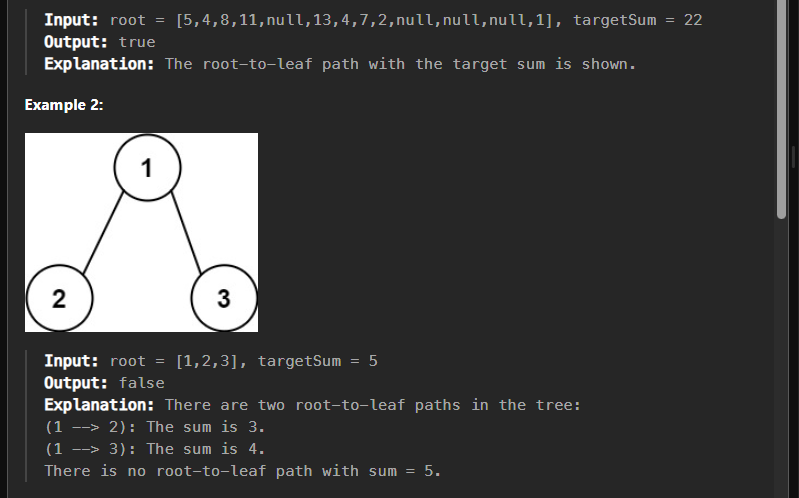 Input: root = [5,4,8,11,null,13,4,7,2,null,null,null,1], targetSum = 22
Output: true
Explanation: The root-to-leaf path with the target sum is shown.
Example 2:
1
2 3
Input: root = [1,2,3], targetSum = 5
Output: false
Explanation: There are two root-to-leaf paths in the tree:
(1 --> 2): The sum is 3.
(1 --> 3): The sum is 4.
There is no root-to-leaf path with sum = 5.